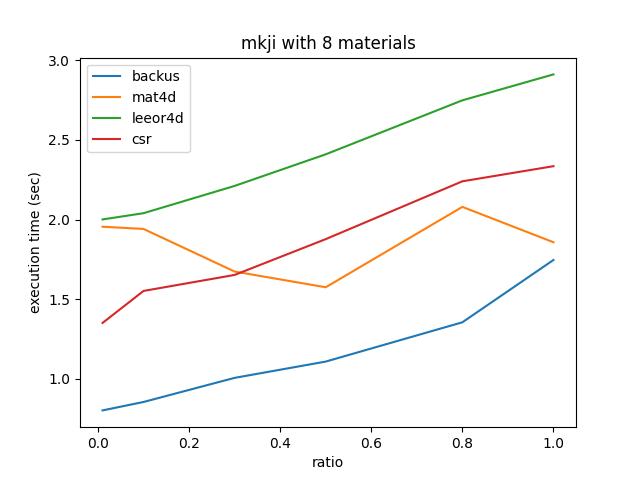 mkji with 8 materials
backus
mat4d
leeor4d
csr
execution time (sec)
3.0
2.5
2.0
1.5
1.0
0.0 0.2 0.4 0.6 0.8 1.0
ratio